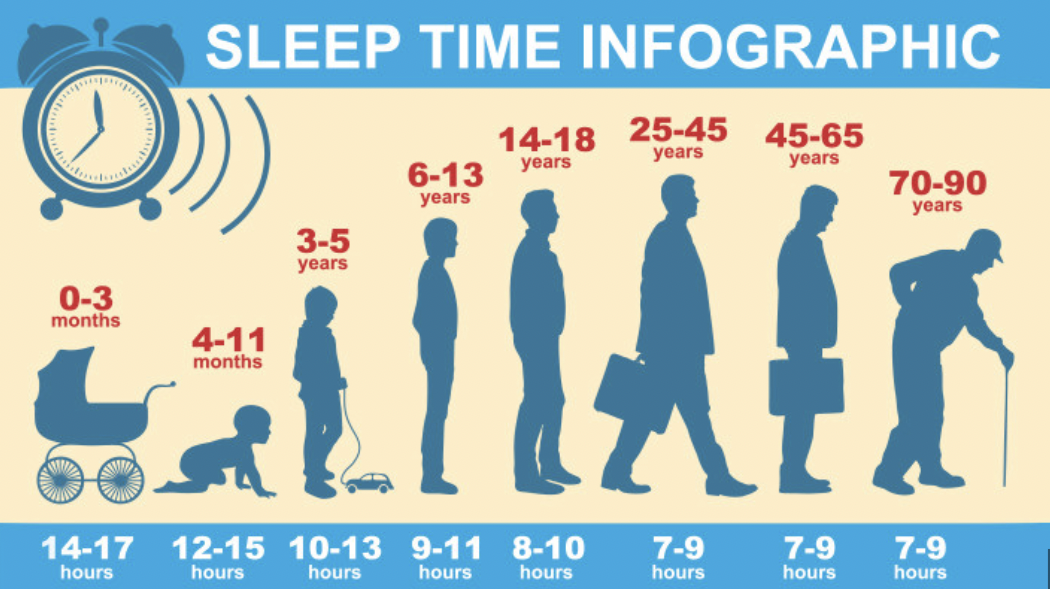 SLEEP TIME INFOGRAPHIC
0-3
months
4-11
months
3-5
years
6-13
years
14-18
years
25-45
years
45-65
years
70-90
years
14-17
hours
12-15
hours
10-13
hours
9-11
hours
8-10
hours
7-9
hours
7-9
hours
7-9
hours